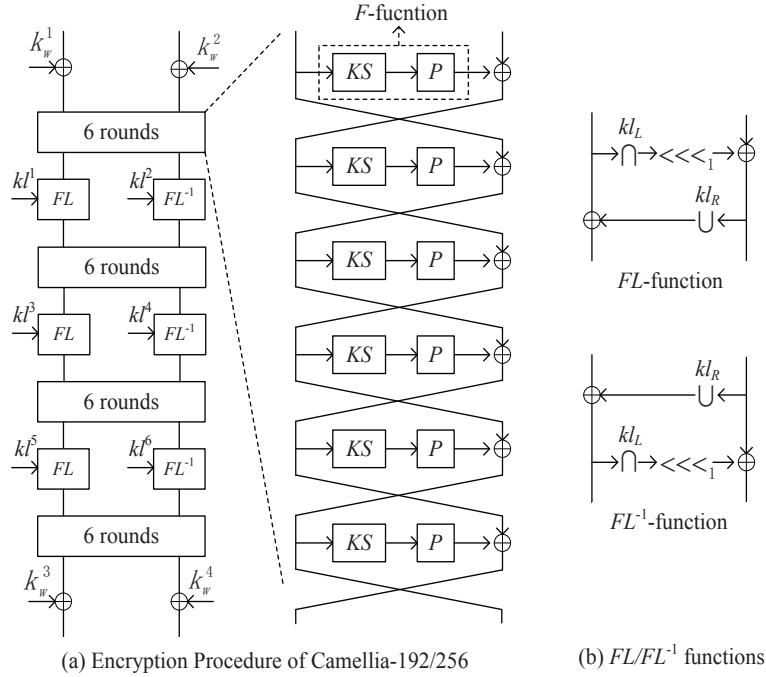 F-fucntion
k_w^1
k_w^2
KS
P
6 rounds
kl^1
FL
kl^2
FL^-1
6 rounds
kl^3
FL
kl^4
FL^-1
6 rounds
kl^5
FL
kl^6
FL^-1
6 rounds
k_w^3
k_w^4
KS
P
KS
P
KS
P
KS
P
KS
P
kl_L
∩
<<<_1
kl_R
∪
FL-function
kl_R
∪
kl_L
∩
<<<_1
FL^-1-function
(a) Encryption Procedure of Camellia-192/256
(b) FL/FL^-1 functions